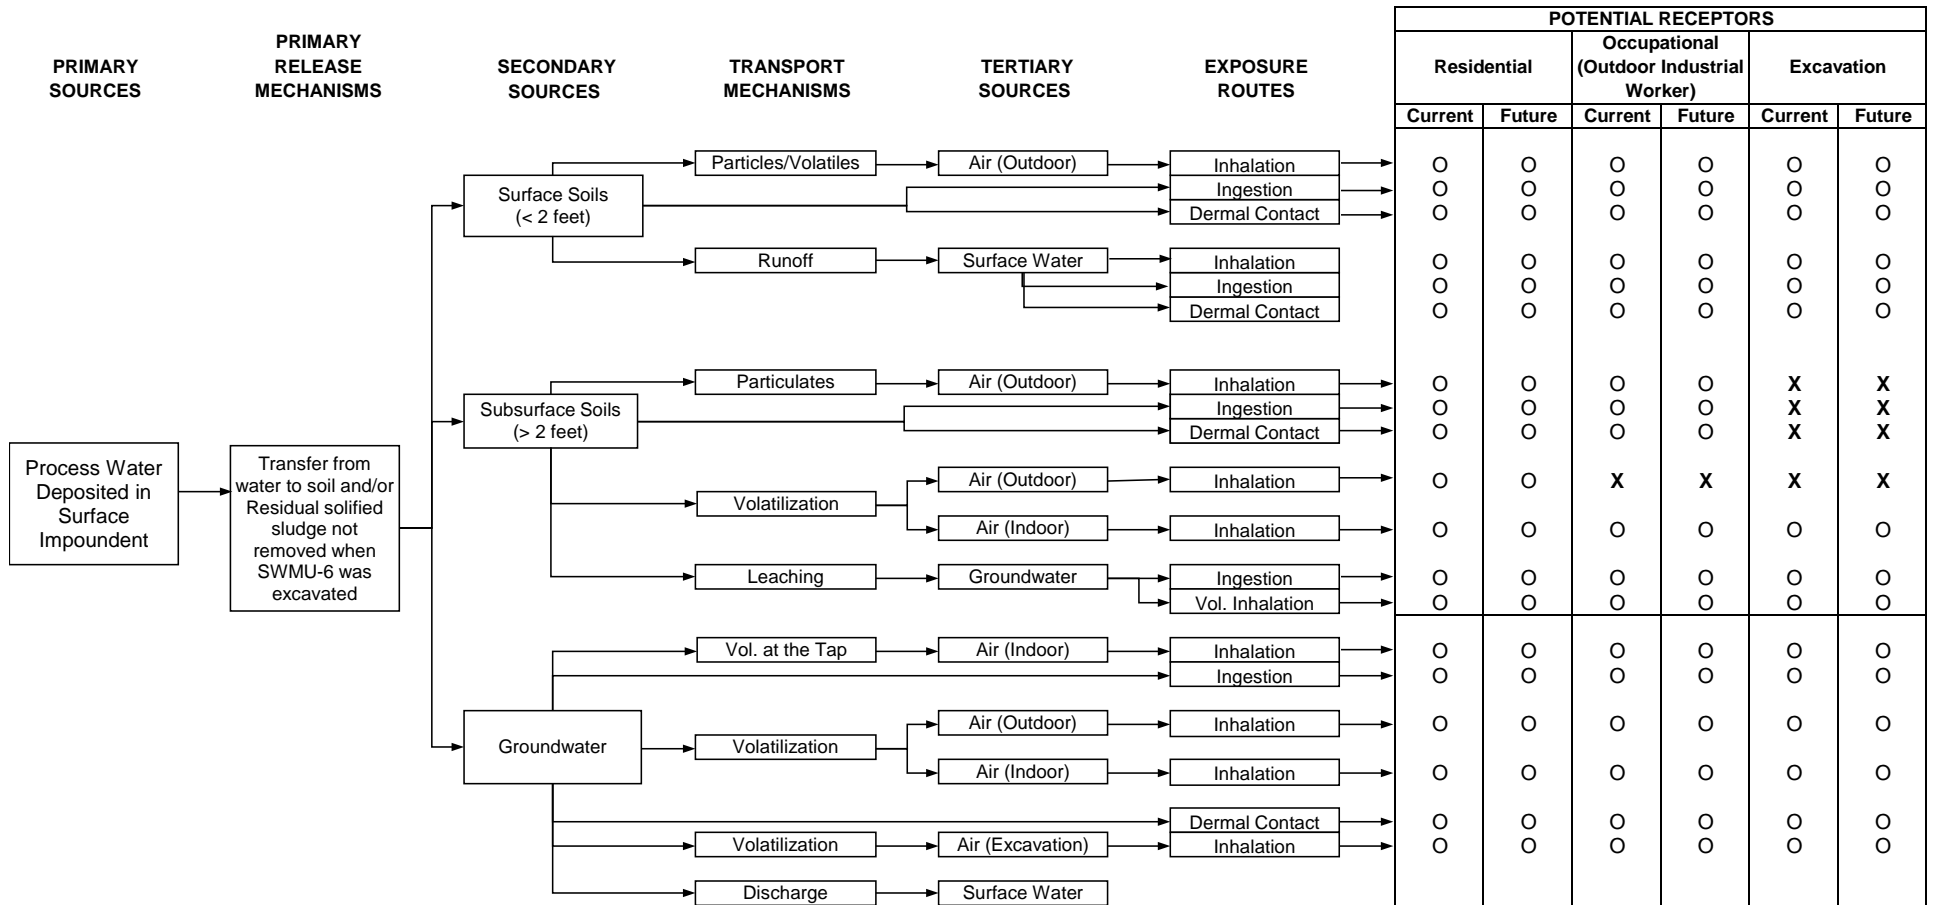 POTENTIAL RECEPTORS
PRIMARY
SOURCES
PRIMARY
RELEASE
MECHANISMS
SECONDARY
SOURCES
TRANSPORT
MECHANISMS
TERTIARY
SOURCES
EXPOSURE
ROUTES
Residential
Occupational
(Outdoor Industrial
Worker)
Excavation
Current Future Current Future Current Future
Particles/Volatiles Air (Outdoor) Inhalation O O O O O O
Surface Soils
(< 2 feet)
Ingestion O O O O O O
Dermal Contact O O O O O O
Runoff Surface Water Inhalation O O O O O O
Ingestion O O O O O O
Dermal Contact O O O O O O
Particulates Air (Outdoor) Inhalation O O O O X X
Subsurface Soils
(> 2 feet)
Ingestion O O O O X X
Dermal Contact O O O O X X
Process Water
Deposited in
Surface
Impoundent
Transfer from
water to soil and/or
Residual solified
sludge not
removed when
SWMU-6 was
excavated
Volatilization
Air (Outdoor) Inhalation O O X X X X
Air (Indoor) Inhalation O O O O O O
Leaching Groundwater Ingestion O O O O O O
Vol. Inhalation O O O O O O
Vol. at the Tap Air (Indoor) Inhalation O O O O O O
Ingestion O O O O O O
Groundwater
Volatilization
Air (Outdoor) Inhalation O O O O O O
Air (Indoor) Inhalation O O O O O O
Dermal Contact O O O O O O
Volatilization Air (Excavation) Inhalation O O O O O O
Discharge Surface Water